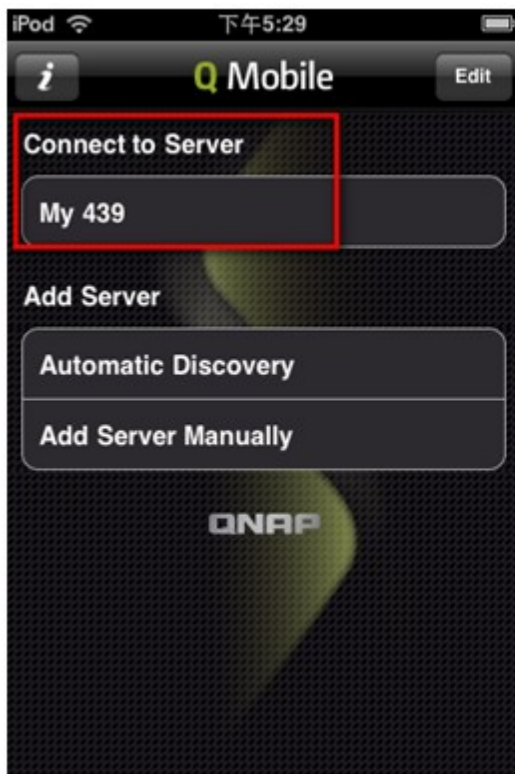 iPod 下午5:29
i Q Mobile Edit
Connect to Server
My 439
Add Server
Automatic Discovery
Add Server Manually
QNAP